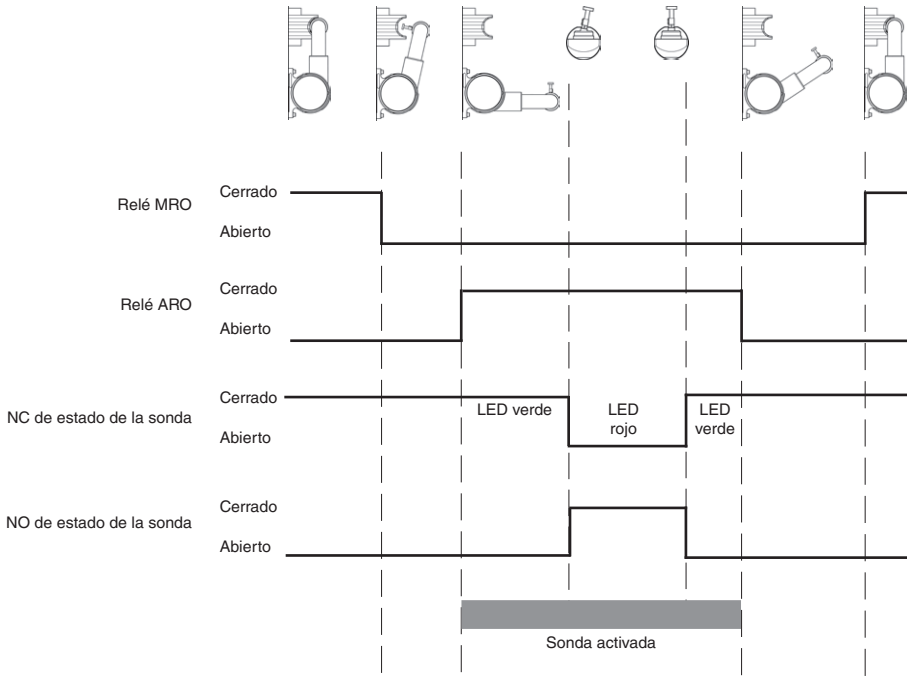 Relé MRO
Cerrado
Abierto
Relé ARO
Cerrado
Abierto
NC de estado de la sonda
Cerrado
Abierto
LED verde
LED
rojo
LED
verde
NO de estado de la sonda
Cerrado
Abierto
Sonda activada